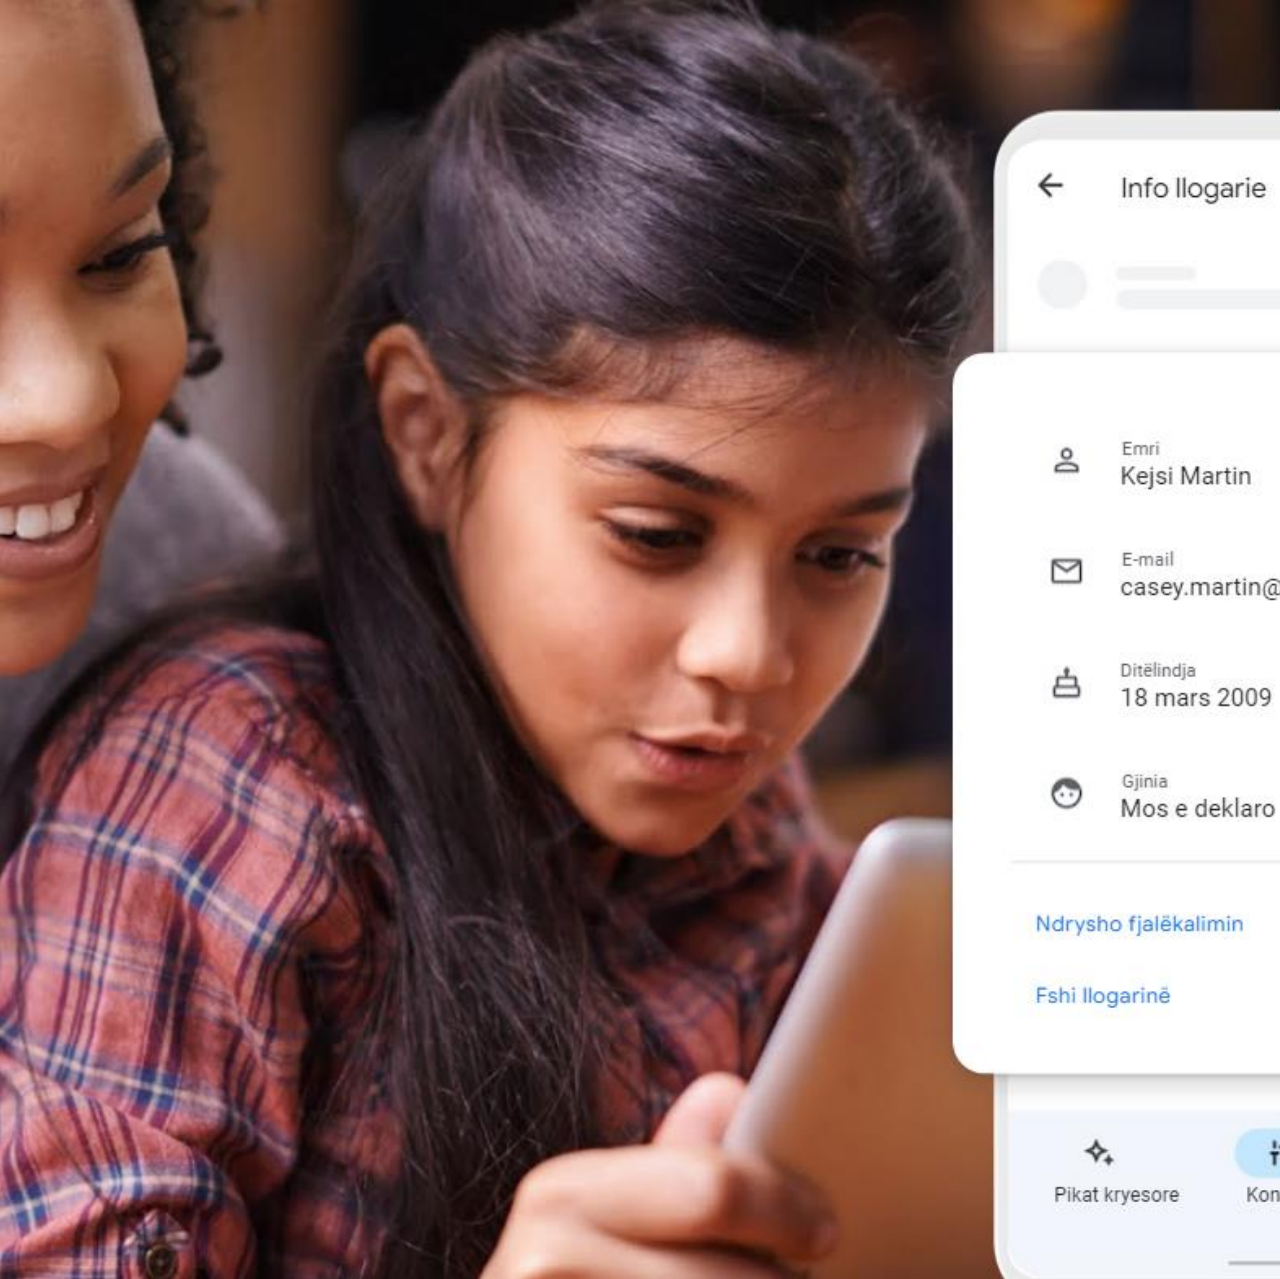 Info llogarie
Emri
Kejsi Martin
E-mail
casey.martin@
Ditëlindja
18 mars 2009
Gjinia
Mos e deklaro
Ndrysho fjalëkalimin
Fshi llogarinë
Pikat kryesore